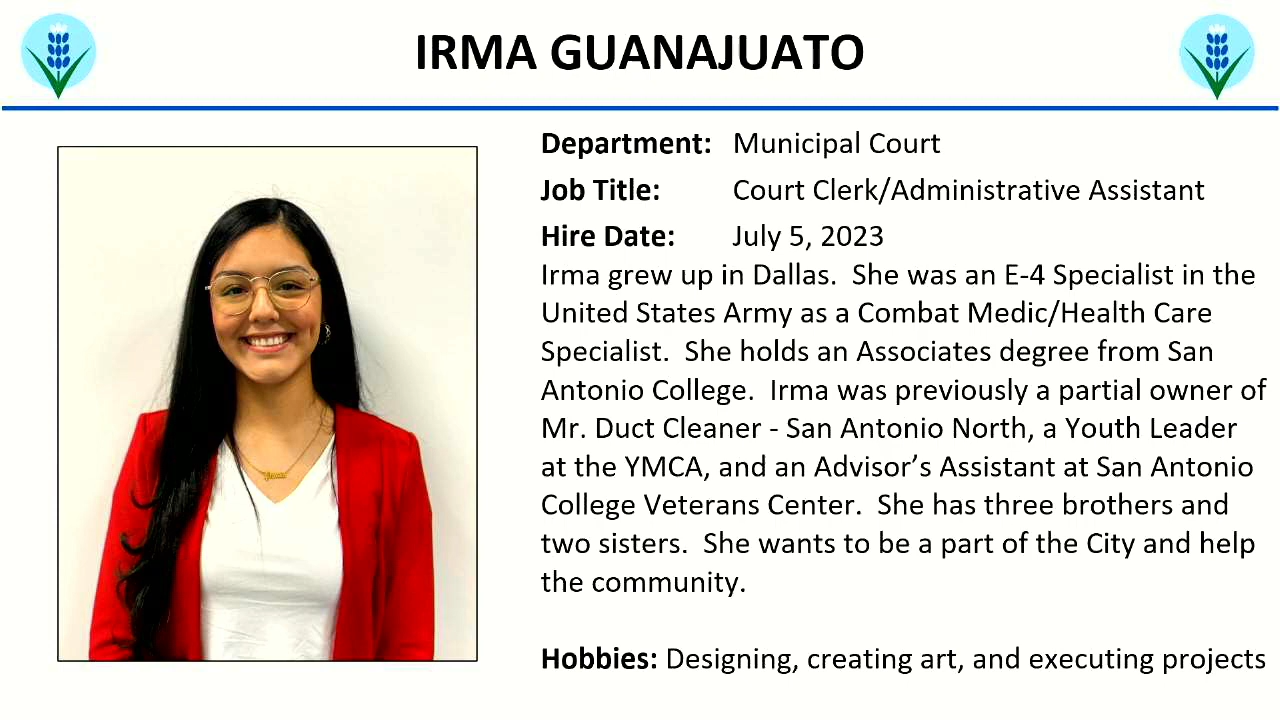 IRMA GUANAJUATO
Department: Municipal Court
Job Title: Court Clerk/Administrative Assistant
Hire Date: July 5, 2023
Irma grew up in Dallas. She was an E-4 Specialist in the
United States Army as a Combat Medic/Health Care
Specialist. She holds an Associates degree from San
Antonio College. Irma was previously a partial owner of
Mr. Duct Cleaner - San Antonio North, a Youth Leader
at the YMCA, and an Advisor’s Assistant at San Antonio
College Veterans Center. She has three brothers and
two sisters. She wants to be a part of the City and help
the community.
Hobbies: Designing, creating art, and executing projects